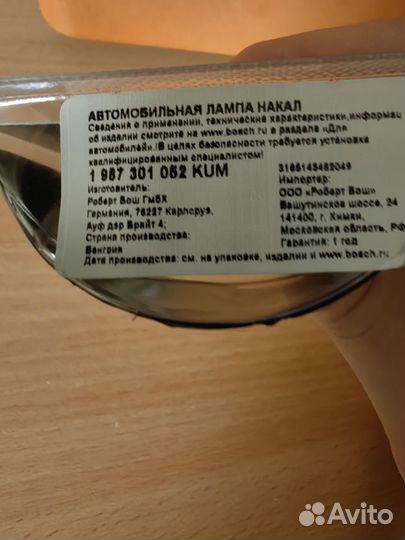 АВТОМОБИЛЬНАЯ ЛАМПА НАКАЛ
Сведения о применении, технические характеристики,информац
об изделии смотрите на www.bosch.ru в разделе «Для
автомобилей».!В целях безопасности требуется установка
квалифицированным специалистом!
1 987 301 052 KUM
Изготовитель:
Роберт Бош ГмбХ
Германия, 76227 Карлсруэ,
Ауф дер Брайт 4;
Страна производства:
Венгрия
3165143482049
Импортер:
ООО «Роберт Бош»
Вашутинское шоссе, 24
141400, г. Химки,
Московская область, РФ
Гарантия: 1 год
Дата производства: см. на упаковке, изделии и www.bosch.ru
Avito